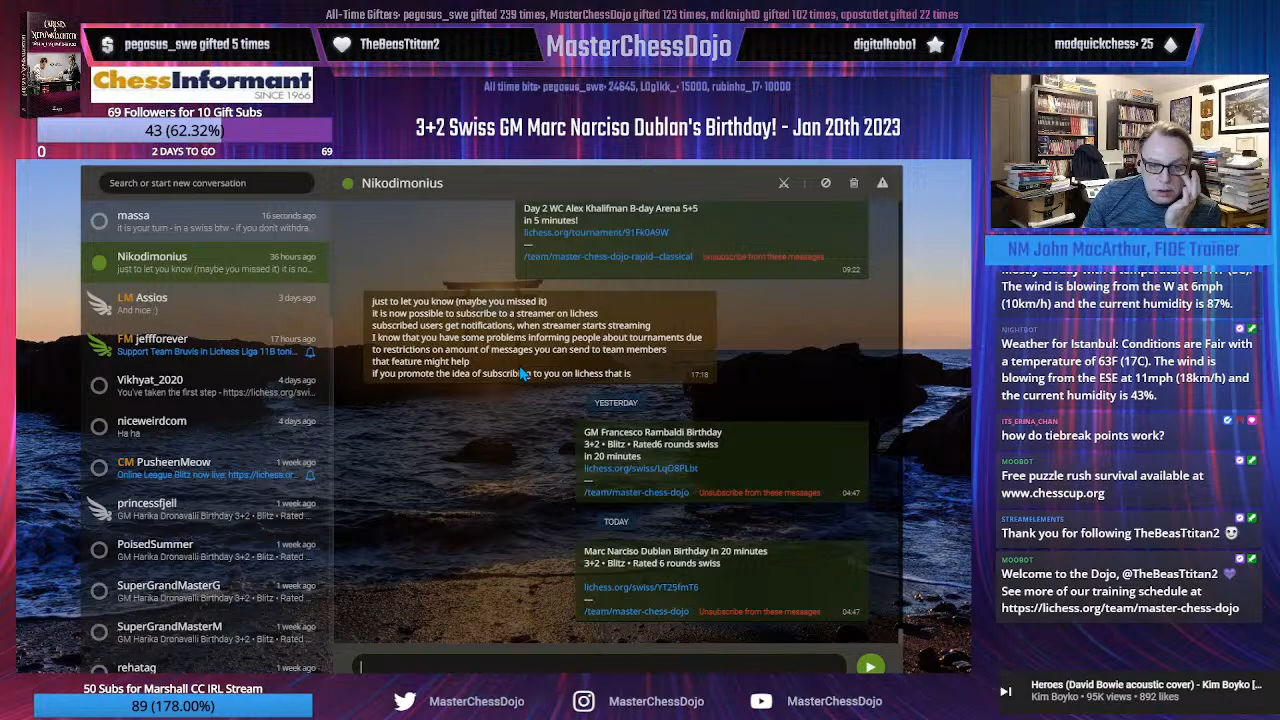 All-Time Gifters· pegasus_swe gifted 239 times, MasterChessDojo gifted 123 times, mdknightD gifted 102 times, apostatlet gifted 22 times
pegasus_swe gifted 5 times
TheBeasTtitan2
MasterChessDojo
digitalhobo1
madquickchess· 25
ChessInformant
SINCE 1966
All time bits· pegasus_swe· 24645, L0g1kk_· 15000, rubinho_17· 10000
69 Followers for 10 Gift Subs
43 (62.32%)
0
2 DAYS TO GO
69
3+2 Swiss GM Marc Narciso Dublan's Birthday! - Jan 20th 2023
Search or start new conversation
massa
16 seconds ago
it is your turn - in a swiss btw - if you don't withdra...
Nikodimonius
36 hours ago
just to let you know (maybe you missed it) it is no...
LM Assios
3 days ago
And nice :)
FM jeffforever
17 hours ago
Support Team Bruvis in Lichess Liga 11B toni...
Vikhyat_2020
4 days ago
You've taken the first step - https://lichess.org/swi...
niceweirdcom
4 days ago
Ha ha
CM PusheenMeow
1 week ago
Online League Blitz now live: https://lichess.or...
princessfjell
1 week ago
GM Harika Dronavalli Birthday 3+2 • Blitz • Rated ...
PoisedSummer
1 week ago
GM Harika Dronavalli Birthday 3+2 • Blitz • Rated ...
SuperGrandMasterG
1 week ago
GM Harika Dronavalli Birthday 3+2 • Blitz • Rated ...
SuperGrandMasterM
1 week ago
GM Harika Dronavalli Birthday 3+2 • Blitz • Rated ...
rehatag
1 week ago
Nikodimonius
Day 2 WC Alex Khalifman B-day Arena 5+5
in 5 minutes!
lichess.org/tournament/91Fk0A9W
—
/team/master-chess-dojo-rapid--classical
Unsubscribe from these messages
09:22
just to let you know (maybe you missed it)
it is now possible to subscribe to a streamer on lichess
subscribed users get notifications, when streamer starts streaming
I know that you have some problems informing people about tournaments due
to restrictions on amount of messages you can send to team members
that feature might help
if you promote the idea of subscribing to you on lichess that is
17:18
YESTERDAY
GM Francesco Rambaldi Birthday
3+2 • Blitz • Rated6 rounds swiss
in 20 minutes
lichess.org/swiss/LqO8PLbt
—
/team/master-chess-dojo
Unsubscribe from these messages
04:47
TODAY
Marc Narciso Dublan Birthday in 20 minutes
3+2 • Blitz • Rated 6 rounds swiss
lichess.org/swiss/YT25fmT6
—
/team/master-chess-dojo
Unsubscribe from these messages
04:47
NM John MacArthur, FIDE Trainer
The wind is blowing from the W at 6mph
(10km/h) and the current humidity is 87%.
NIGHTBOT
Weather for Istanbul: Conditions are Fair with
a temperature of 63F (17C). The wind is
blowing from the ESE at 11mph (18km/h) and
the current humidity is 43%.
ITS_ERINA_CHAN
how do tiebreak points work?
MOOBOT
Free puzzle rush survival available at
www.chesscup.org
STREAMELEMENTS
Thank you for following TheBeasTtitan2
MOOBOT
Welcome to the Dojo, @TheBeasTtitan2
See more of our training schedule at
https://lichess.org/team/master-chess-dojo
50 Subs for Marshall CC IRL Stream
89 (178.00%)
MasterChessDojo
MasterChessDojo
MasterChessDojo
Heroes (David Bowie acoustic cover) - Kim Boyko [...
Kim Boyko • 95K views • 892 likes